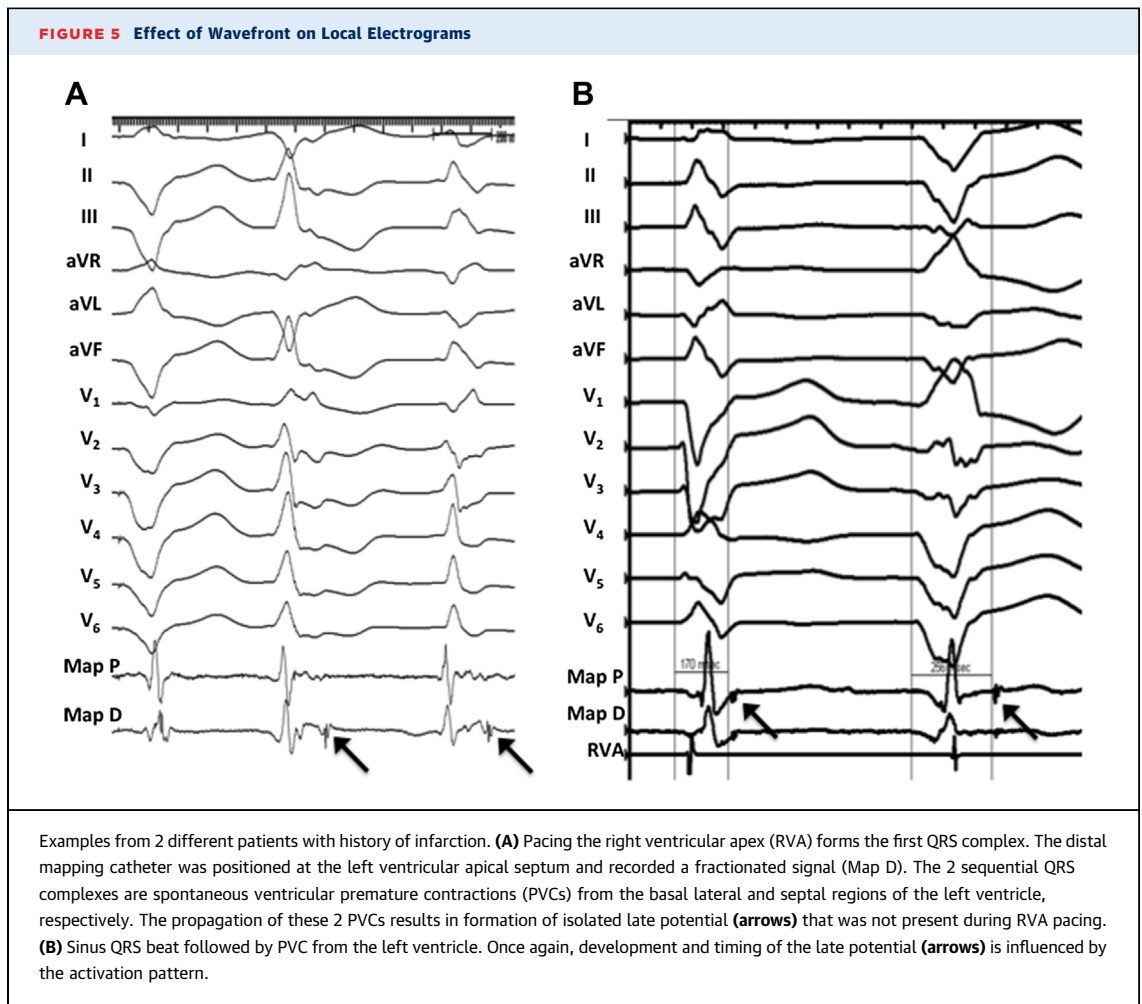 FIGURE 5 Effect of Wavefront on Local Electrograms
A
I
II
III
aVR
aVL
aVF
V1
V2
V3
V4
V5
V6
Map P
Map D
B
I
II
III
aVR
aVL
aVF
V1
V2
V3
V4
V5
V6
170 msec
Map P
Map D
RVA
Examples from 2 different patients with history of infarction. (A) Pacing the right ventricular apex (RVA) forms the first QRS complex. The distal
mapping catheter was positioned at the left ventricular apical septum and recorded a fractionated signal (Map D). The 2 sequential QRS
complexes are spontaneous ventricular premature contractions (PVCs) from the basal lateral and septal regions of the left ventricle,
respectively. The propagation of these 2 PVCs results in formation of isolated late potential (arrows) that was not present during RVA pacing.
(B) Sinus QRS beat followed by PVC from the left ventricle. Once again, development and timing of the late potential (arrows) is influenced by
the activation pattern.